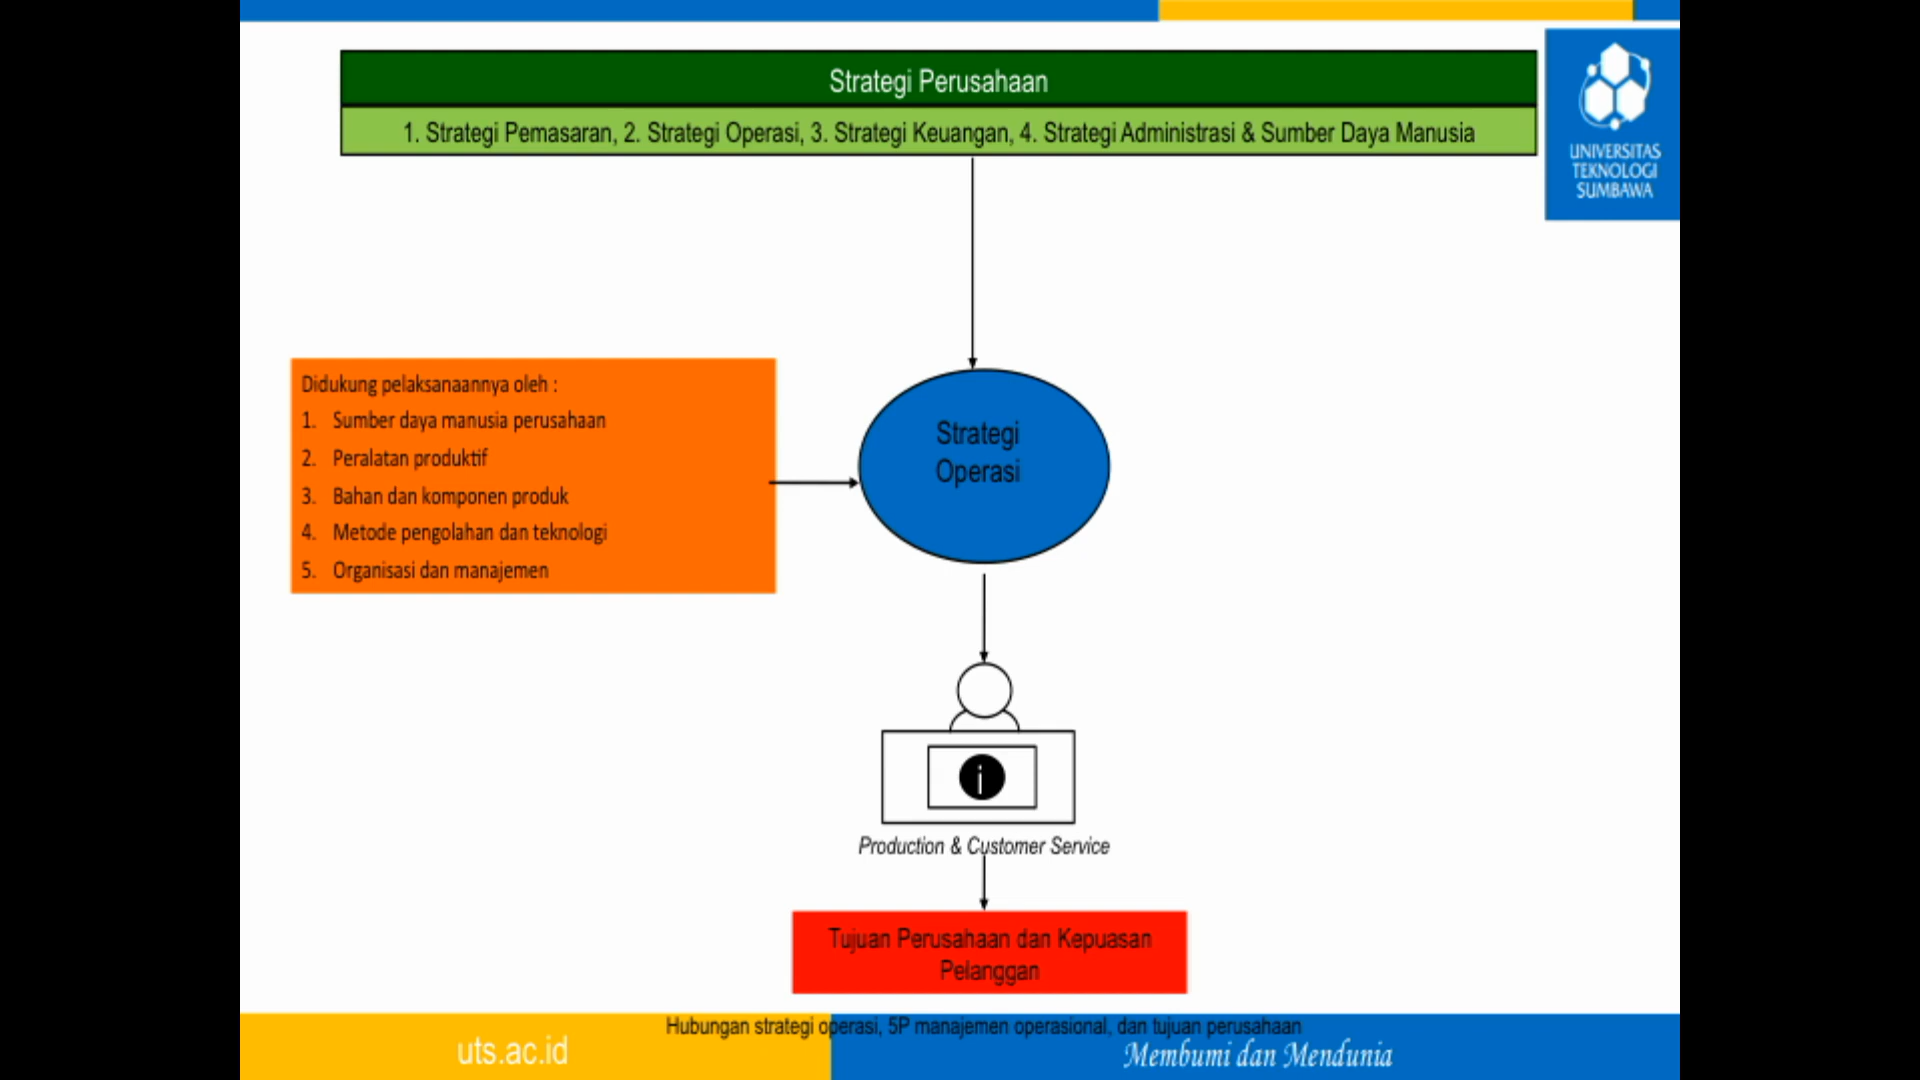 Strategi Perusahaan
1. Strategi Pemasaran, 2. Strategi Operasi, 3. Strategi Keuangan, 4. Strategi Administrasi & Sumber Daya Manusia
UNIVERSITAS
TEKNOLOGI
SUMBAWA
Didukung pelaksanaannya oleh :
1. Sumber daya manusia perusahaan
2. Peralatan produktif
3. Bahan dan komponen produk
4. Metode pengolahan dan teknologi
5. Organisasi dan manajemen
Strategi
Operasi
i
Production & Customer Service
Tujuan Perusahaan dan Kepuasan
Pelanggan
Hubungan strategi operasi, 5P manajemen operasional, dan tujuan perusahaan
uts.ac.id
Membumi dan Mendunia